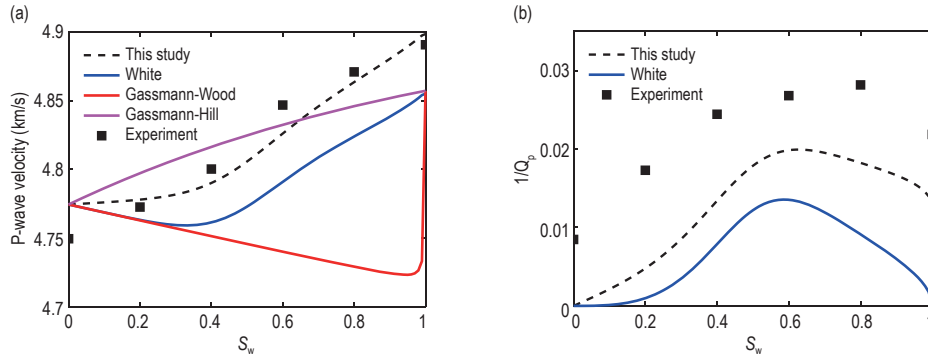 (a)
4.9
4.85
4.8
4.75
4.7
P-wave velocity (km/s)
This study
White
Gassmann-Wood
Gassmann-Hill
Experiment
0
0.2
0.4
0.6
0.8
1
Sw
(b)
0.03
0.02
0.01
0
1/Qp
This study
White
Experiment
0
0.2
0.4
0.6
0.8